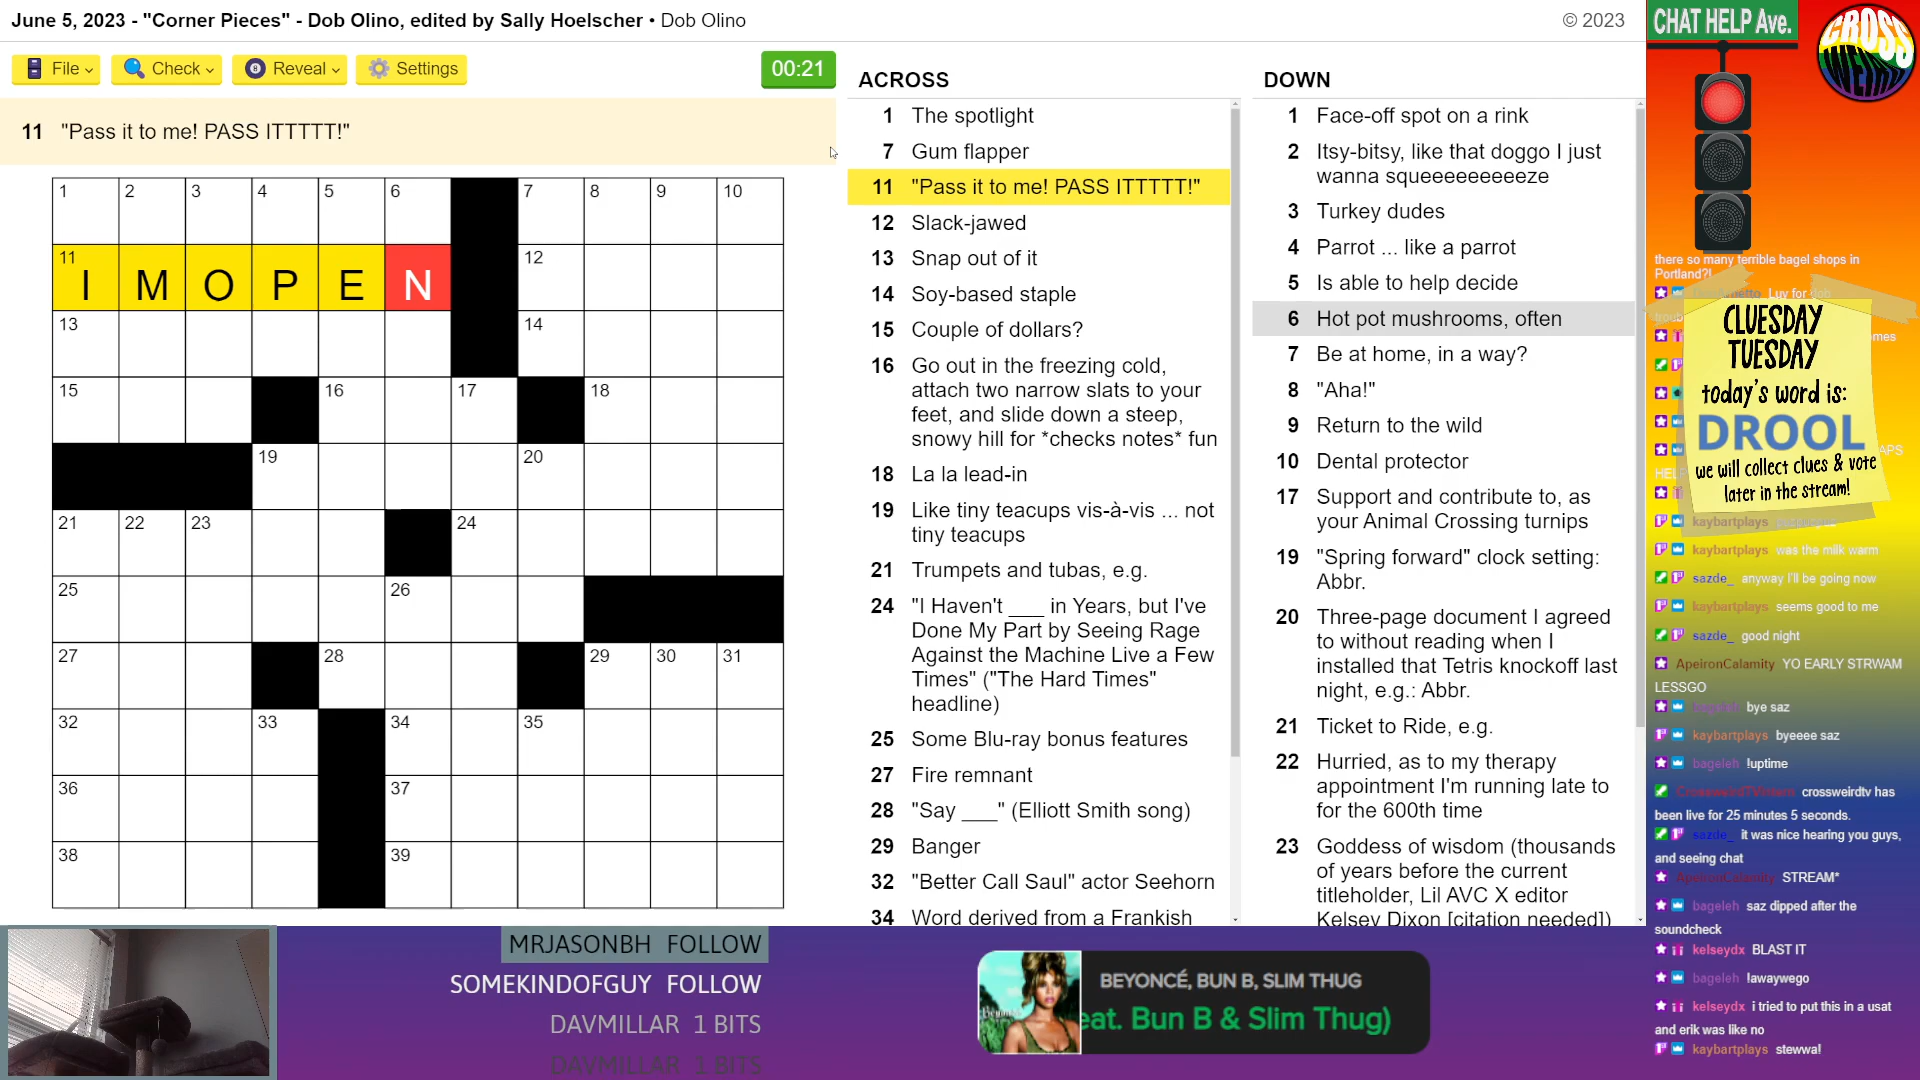 June 5, 2023 - "Corner Pieces" - Dob Olino, edited by Sally Hoelscher • Dob Olino
© 2023
File
Check
Reveal
Settings
00:21
11 "Pass it to me! PASS ITTTTT!"
1 2 3 4 5 6 7 8 9 10
11 I M O P E N 12
13 14
15 16 17 18
19 20
21 22 23 24
25 26
27 28 29 30 31
32 33 34 35
36 37
38 39
ACROSS
1 The spotlight
7 Gum flapper
11 "Pass it to me! PASS ITTTTT!"
12 Slack-jawed
13 Snap out of it
14 Soy-based staple
15 Couple of dollars?
16 Go out in the freezing cold,
attach two narrow slats to your
feet, and slide down a steep,
snowy hill for *checks notes* fun
18 La la lead-in
19 Like tiny teacups vis-à-vis ... not
tiny teacups
21 Trumpets and tubas, e.g.
24 "I Haven't ___ in Years, but I've
Done My Part by Seeing Rage
Against the Machine Live a Few
Times" ("The Hard Times"
headline)
25 Some Blu-ray bonus features
27 Fire remnant
28 "Say ___" (Elliott Smith song)
29 Banger
32 "Better Call Saul" actor Seehorn
34 Word derived from a Frankish
DOWN
1 Face-off spot on a rink
2 Itsy-bitsy, like that doggo I just
wanna squeeeeeeeeeze
3 Turkey dudes
4 Parrot ... like a parrot
5 Is able to help decide
6 Hot pot mushrooms, often
7 Be at home, in a way?
8 "Aha!"
9 Return to the wild
10 Dental protector
17 Support and contribute to, as
your Animal Crossing turnips
19 "Spring forward" clock setting:
Abbr.
20 Three-page document I agreed
to without reading when I
installed that Tetris knockoff last
night, e.g.: Abbr.
21 Ticket to Ride, e.g.
22 Hurried, as to my therapy
appointment I'm running late to
for the 600th time
23 Goddess of wisdom (thousands
of years before the current
titleholder, Lil AVC X editor
Kelsey Dixon [citation needed])
CHAT HELP Ave.
CROSS
WEIRD
there so many terrible bagel shops in
Portland?!
Luv for dob
CLUESDAY
TUESDAY
today's word is:
DROOL
we will collect clues & vote
later in the stream!
kaybartplays
kaybartplays was the milk warm
sazde_ anyway I'll be going now
kaybartplays seems good to me
sazde_ good night
ApeironCalamity YO EARLY STRWAM
LESSGO
bageleh bye saz
kaybartplays byeeee saz
bageleh !uptime
crossweirdtv has
been live for 25 minutes 5 seconds.
sazde_ it was nice hearing you guys,
and seeing chat
ApeironCalamity STREAM*
bageleh saz dipped after the
soundcheck
kelseydx BLAST IT
bageleh !awaywego
kelseydx i tried to put this in a usat
and erik was like no
kaybartplays stewwa!
MRJASONBH FOLLOW
SOMEKINDOFGUY FOLLOW
DAVMILLAR 1 BITS
DAVMILLAR 1 BITS
BEYONCÉ, BUN B, SLIM THUG
eat. Bun B & Slim Thug)